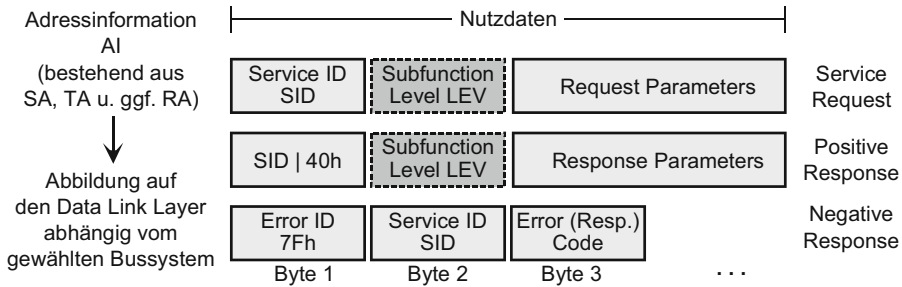 Adressinformation
AI
(bestehend aus
SA, TA u. ggf. RA)
Abbildung auf
den Data Link Layer
abhängig vom
gewählten Bussystem
Nutzdaten
Service ID
SID
Subfunction
Level LEV
Request Parameters
Service
Request
SID | 40h
Subfunction
Level LEV
Response Parameters
Positive
Response
Error ID
7Fh
Service ID
SID
Error (Resp.)
Code
Negative
Response
Byte 1
Byte 2
Byte 3
. . .